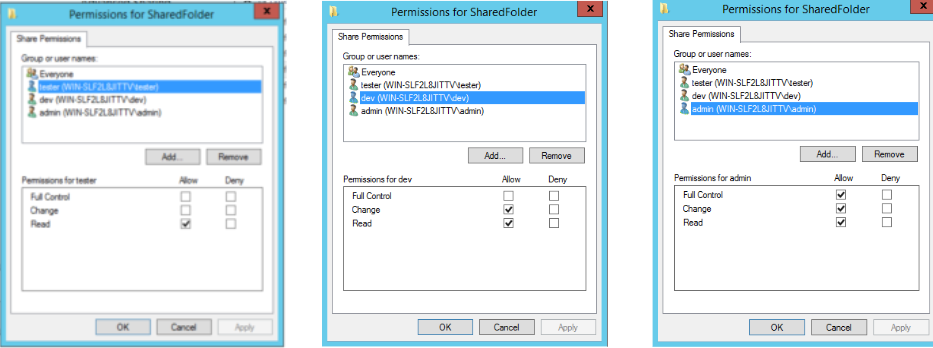 Permissions for SharedFolder
X
Share Permissions
Group or user names:
Everyone
tester (WIN-SLF2L8JITTV\tester)
dev (WIN-SLF2L8JITTV\dev)
admin (WIN-SLF2L8JITTV\admin)
Add... Remove
Permissions for tester Allow Deny
Full Control
Change
Read
OK Cancel Apply
Permissions for SharedFolder
X
Share Permissions
Group or user names:
Everyone
tester (WIN-SLF2L8JITTV\tester)
dev (WIN-SLF2L8JITTV\dev)
admin (WIN-SLF2L8JITTV\admin)
Add... Remove
Permissions for dev Allow Deny
Full Control
Change
Read
OK Cancel Apply
Permissions for SharedFolder
X
Share Permissions
Group or user names:
Everyone
tester (WIN-SLF2L8JITTV\tester)
dev (WIN-SLF2L8JITTV\dev)
admin (WIN-SLF2L8JITTV\admin)
Add... Remove
Permissions for admin Allow Deny
Full Control
Change
Read
OK Cancel Apply